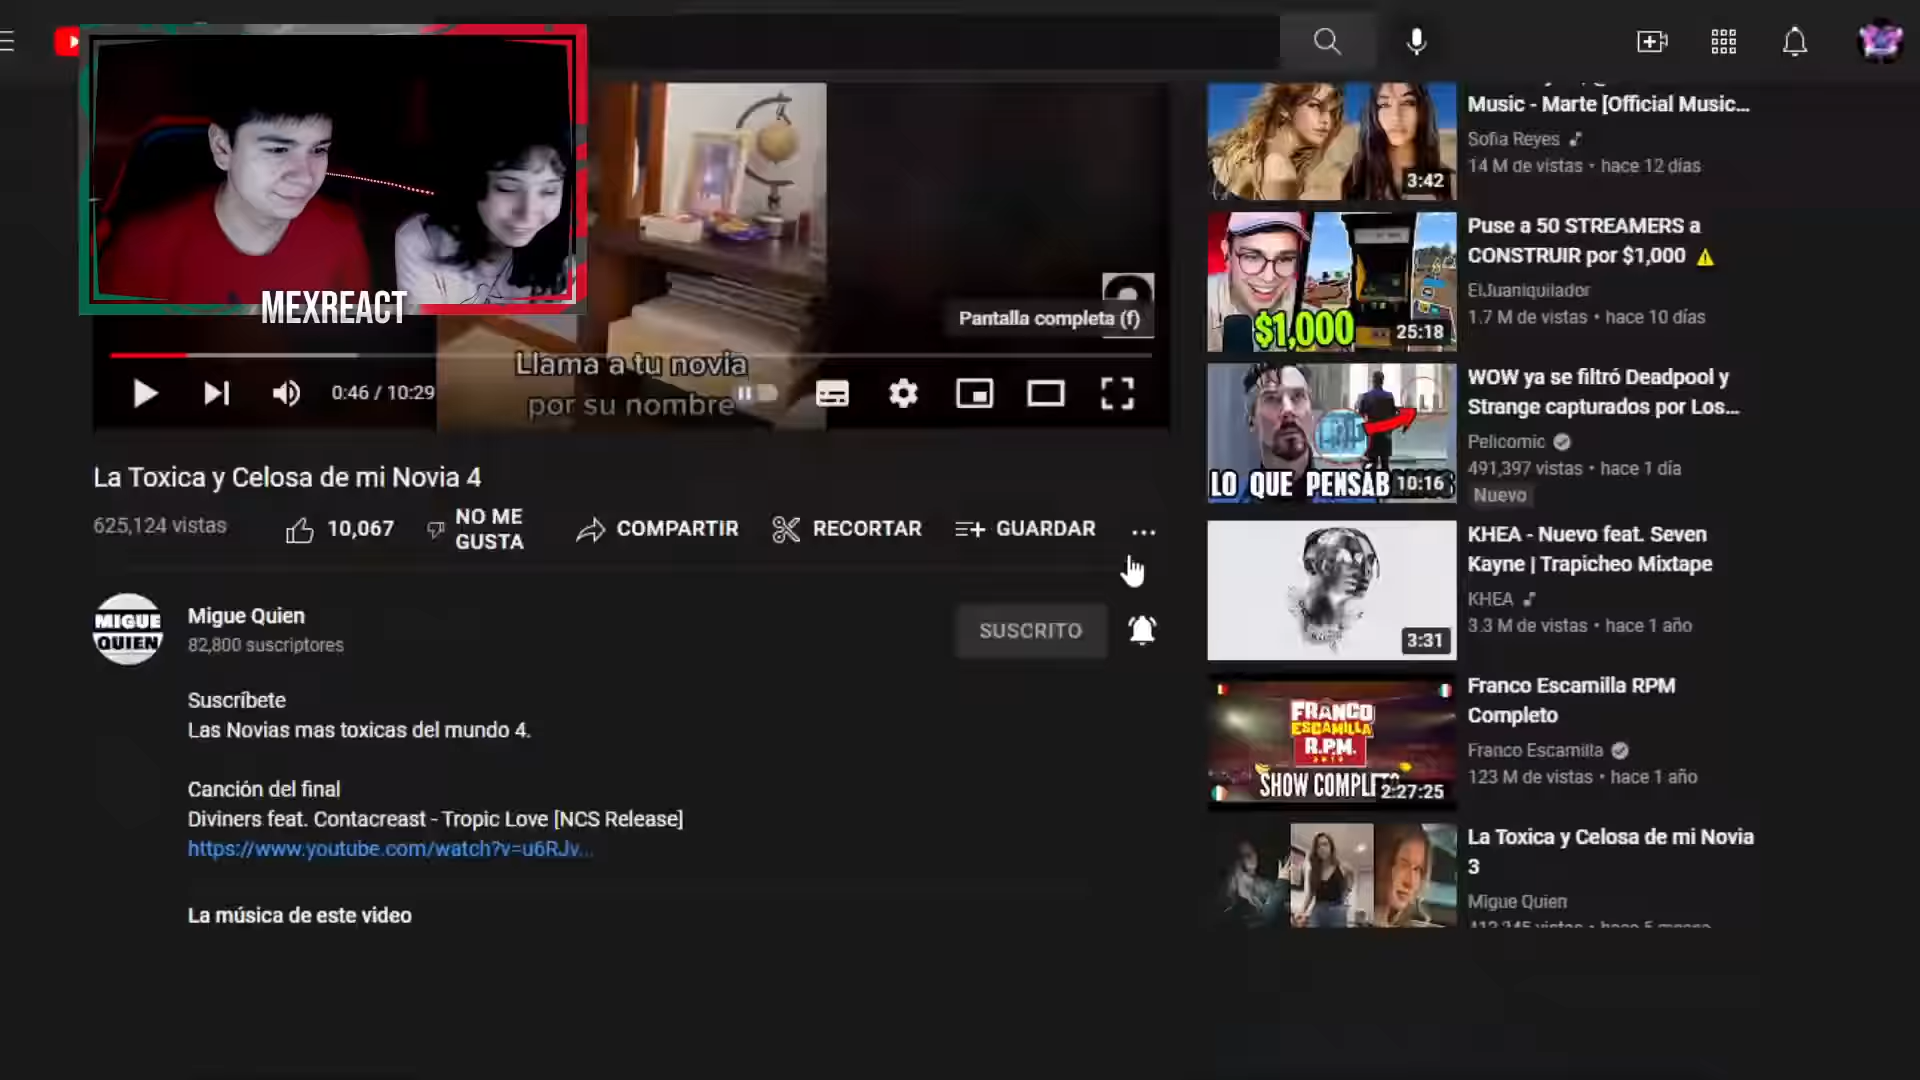 MEXREACT
Pantalla completa (f)
Llama a tu novia
por su nombre
0:46 / 10:29
La Toxica y Celosa de mi Novia 4
625,124 vistas
10,067
NO ME
GUSTA
COMPARTIR
RECORTAR
GUARDAR
MIGUE
QUIEN
Migue Quien
82,800 suscriptores
SUSCRITO
Suscríbete
Las Novias mas toxicas del mundo 4.
Canción del final
Diviners feat. Contacreast - Tropic Love [NCS Release]
https://www.youtube.com/watch?v=u6RJv...
La música de este video
3:42
Music - Marte [Official Music...
Sofia Reyes
14 M de vistas • hace 12 días
$1,000
25:18
Puse a 50 STREAMERS a
CONSTRUIR por $1,000
ElJuaniquilador
1.7 M de vistas • hace 10 días
LO QUE PENSÁB
10:16
WOW ya se filtró Deadpool y
Strange capturados por Los...
Pelicomic
491,397 vistas • hace 1 día
Nuevo
3:31
KHEA - Nuevo feat. Seven
Kayne | Trapicheo Mixtape
KHEA
3.3 M de vistas • hace 1 año
FRANCO
ESCAMILLA
R.P.M.
SHOW COMPLETO
2:27:25
Franco Escamilla RPM
Completo
Franco Escamilla
123 M de vistas • hace 1 año
La Toxica y Celosa de mi Novia
3
Migue Quien